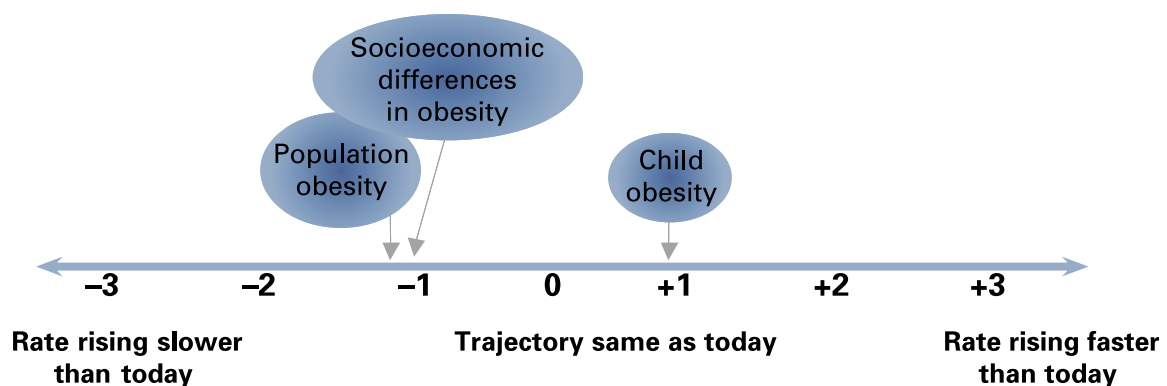 Socioeconomic
differences
in obesity
Population
obesity
Child
obesity
–3 –2 –1 0 +1 +2 +3
Rate rising slower
than today
Trajectory same as today
Rate rising faster
than today